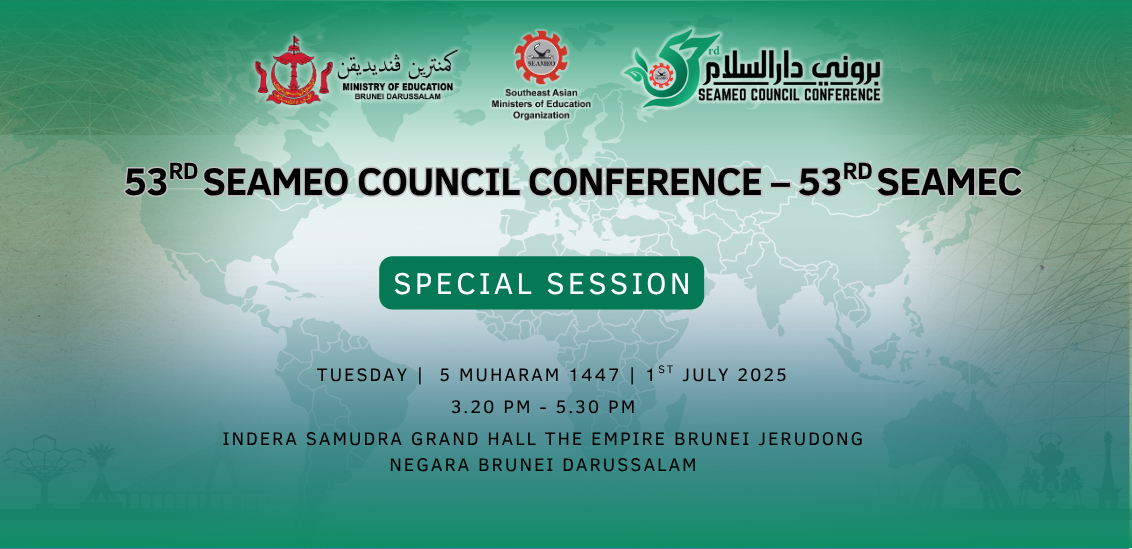 كمنترين ڤنديديقن
MINISTRY OF EDUCATION
BRUNEI DARUSSALAM
SEAMEO
Southeast Asian
Ministers of Education
Organization
53rd
بروني دارالسلام
SEAMEO COUNCIL CONFERENCE
53RD SEAMEO COUNCIL CONFERENCE – 53RD SEAMEC
SPECIAL SESSION
TUESDAY | 5 MUHARAM 1447 | 1ST JULY 2025
3.20 PM - 5.30 PM
INDERA SAMUDRA GRAND HALL THE EMPIRE BRUNEI JERUDONG
NEGARA BRUNEI DARUSSALAM